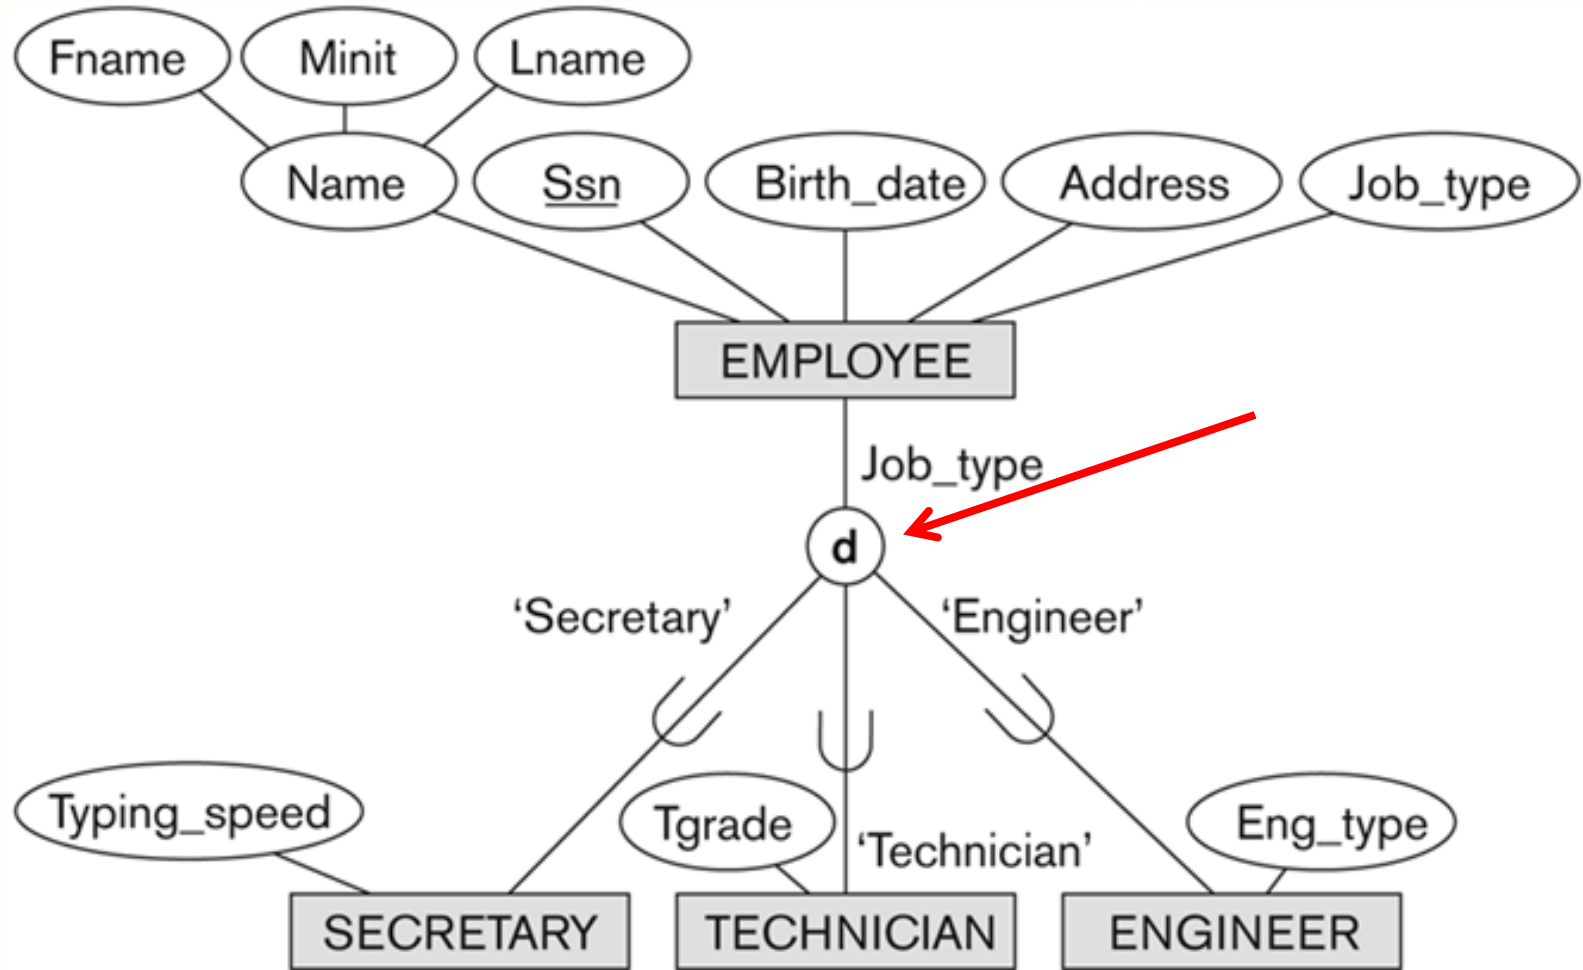 Fname Minit Lname
Name Ssn Birth_date Address Job_type
EMPLOYEE
Job_type
d
‘Secretary’ ‘Engineer’
Typing_speed Tgrade Eng_type
‘Technician’
SECRETARY TECHNICIAN ENGINEER